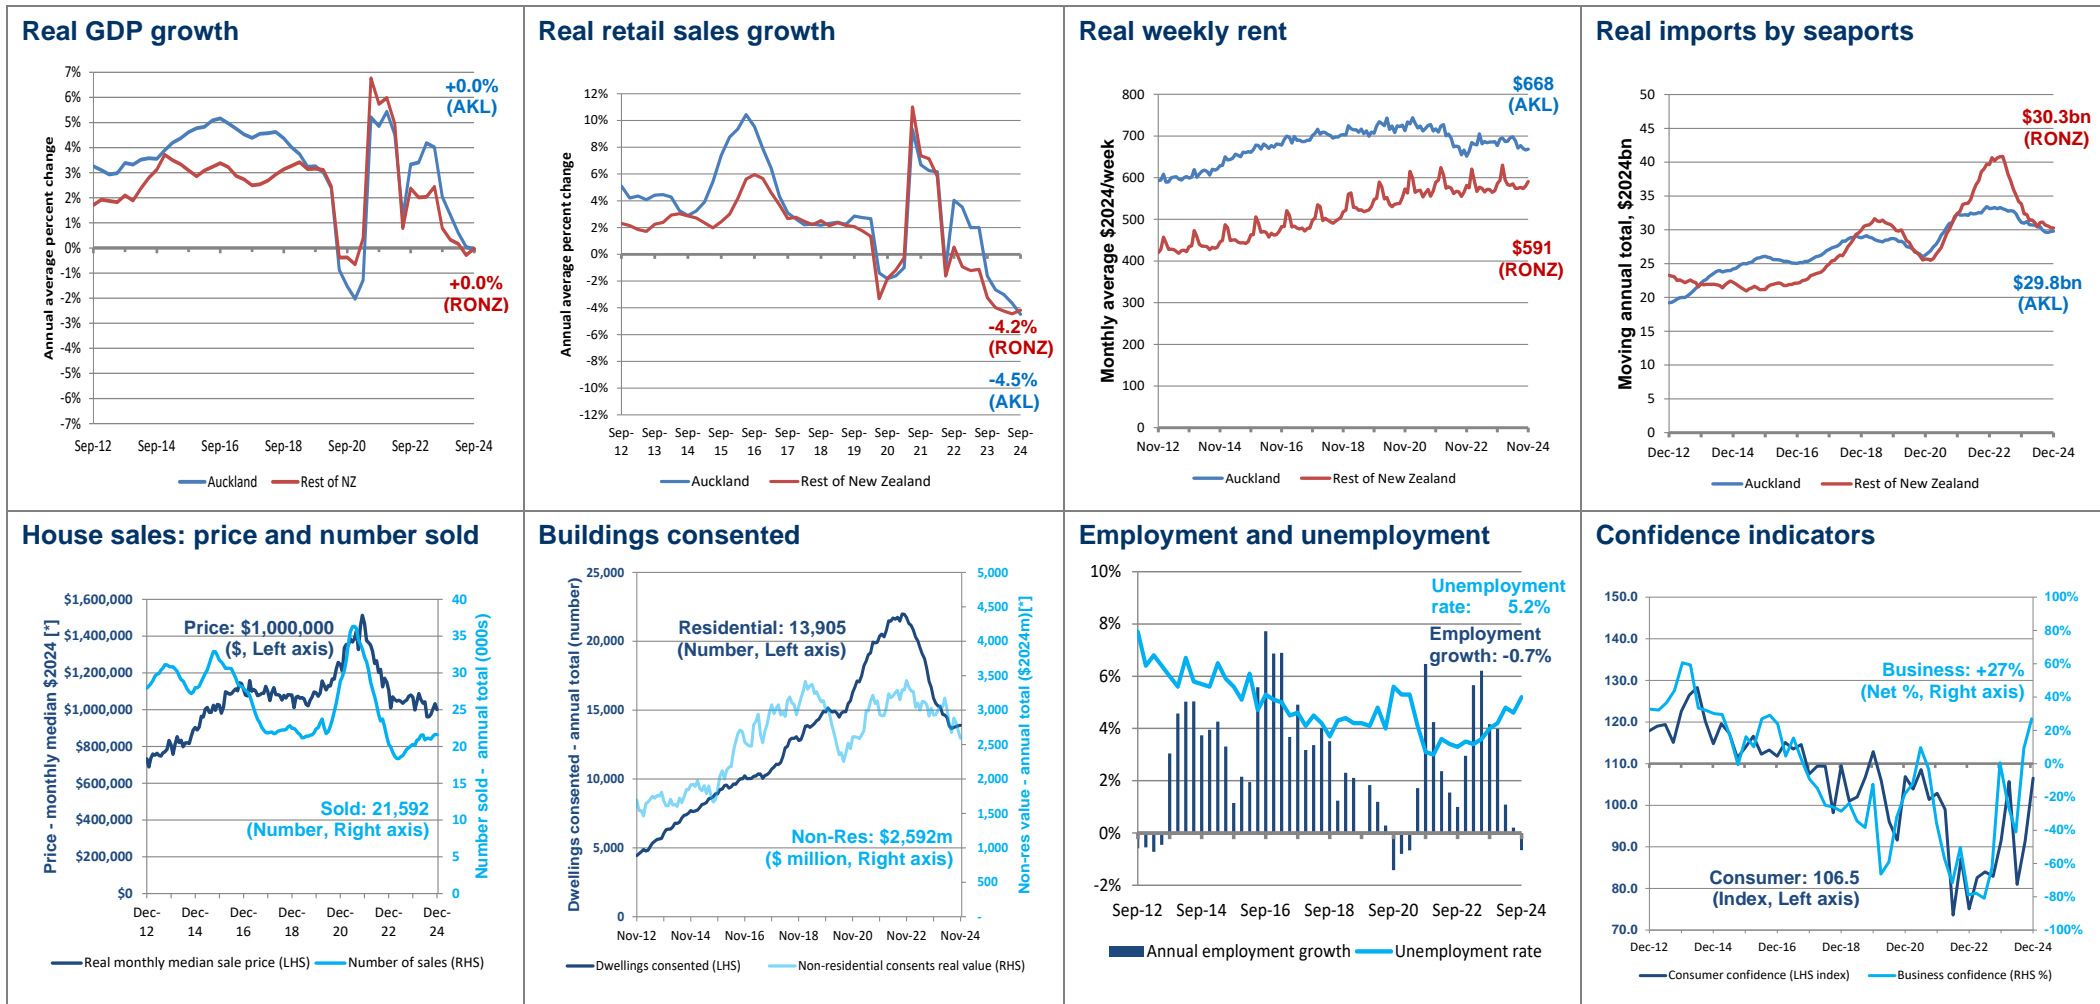 Real GDP growth
Annual average percent change
7%
6%
5%
4%
3%
2%
1%
0%
-1%
-2%
-3%
-4%
-5%
-6%
-7%
+0.0%
(AKL)
+0.0%
(RONZ)
Sep-12 Sep-14 Sep-16 Sep-18 Sep-20 Sep-22 Sep-24
Auckland Rest of NZ
Real retail sales growth
Annual average percent change
12%
10%
8%
6%
4%
2%
0%
-2%
-4%
-6%
-8%
-10%
-12%
-4.2%
(RONZ)
-4.5%
(AKL)
Sep- Sep- Sep- Sep- Sep- Sep- Sep- Sep- Sep- Sep- Sep- Sep- Sep-
12 13 14 15 16 17 18 19 20 21 22 23 24
Auckland Rest of New Zealand
Real weekly rent
Monthly average $2024/week
800
700
600
500
400
300
200
100
0
$668
(AKL)
$591
(RONZ)
Nov-12 Nov-14 Nov-16 Nov-18 Nov-20 Nov-22 Nov-24
Auckland Rest of New Zealand
Real imports by seaports
Moving annual total, $2024bn
50
45
40
35
30
25
20
15
10
5
0
$30.3bn
(RONZ)
$29.8bn
(AKL)
Dec-12 Dec-14 Dec-16 Dec-18 Dec-20 Dec-22 Dec-24
Auckland Rest of New Zealand
House sales: price and number sold
Price - monthly median $2024 [*]
$1,600,000
$1,400,000
$1,200,000
$1,000,000
$800,000
$600,000
$400,000
$200,000
$0
Price: $1,000,000
($, Left axis)
Sold: 21,592
(Number, Right axis)
40
35
30
25
20
15
10
5
0
Number sold - annual total (000s)
Dec- Dec- Dec- Dec- Dec- Dec- Dec-
12 14 16 18 20 22 24
Real monthly median sale price (LHS) Number of sales (RHS)
Buildings consented
Dwellings consented - annual total (number)
25,000
20,000
15,000
10,000
5,000
0
Residential: 13,905
(Number, Left axis)
Non-Res: $2,592m
($ million, Right axis)
5,000
4,500
4,000
3,500
3,000
2,500
2,000
1,500
1,000
500
-
Non-res value - annual total ($2024m)[*]
Nov-12 Nov-14 Nov-16 Nov-18 Nov-20 Nov-22 Nov-24
Dwellings consented (LHS) Non-residential consents real value (RHS)
Employment and unemployment
10%
8%
6%
4%
2%
0%
-2%
Unemployment
rate: 5.2%
Employment
growth: -0.7%
Sep-12 Sep-14 Sep-16 Sep-18 Sep-20 Sep-22 Sep-24
Annual employment growth Unemployment rate
Confidence indicators
150.0
140.0
130.0
120.0
110.0
100.0
90.0
80.0
70.0
Business: +27%
(Net %, Right axis)
Consumer: 106.5
(Index, Left axis)
100%
80%
60%
40%
20%
0%
-20%
-40%
-60%
-80%
-100%
Dec-12 Dec-14 Dec-16 Dec-18 Dec-20 Dec-22 Dec-24
Consumer confidence (LHS index) Business confidence (RHS %)